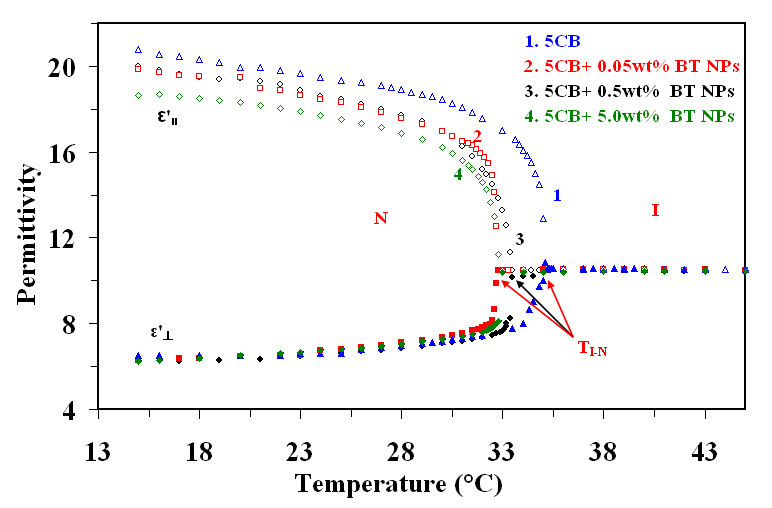 1. 5CB
2. 5CB+ 0.05wt% BT NPs
3. 5CB+ 0.5wt% BT NPs
4. 5CB+ 5.0wt% BT NPs
20
ε'ıı
2
16
4
1
N
I
12
3
Permittivity
8
ε'⊥
T_I-N
4
13 18 23 28 33 38 43
Temperature (°C)